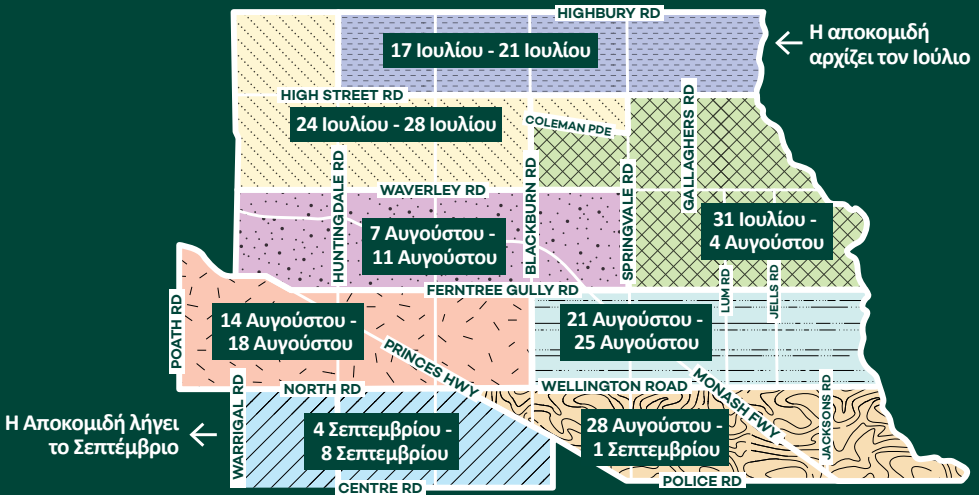 HIGHBURY RD
17 Ιουλίου - 21 Ιουλίου
Η αποκομιδή
αρχίζει τον Ιούλιο
HIGH STREET RD
24 Ιουλίου - 28 Ιουλίου
COLEMAN PDE
GALLAGHERS RD
HUNTINGDALE RD
WAVERLEY RD
BLACKBURN RD
SPRINGVALE RD
7 Αυγούστου -
11 Αυγούστου
31 Ιουλίου -
4 Αυγούστου
LUM RD
JELLS RD
FERNTREE GULLY RD
POATH RD
14 Αυγούστου -
18 Αυγούστου
21 Αυγούστου -
25 Αυγούστου
PRINCES HWY
MONASH FWY
NORTH RD
WELLINGTON ROAD
JACKSONS RD
WARRIGAL RD
Η Αποκομιδή λήγει
το Σεπτέμβριο
4 Σεπτεμβρίου -
8 Σεπτεμβρίου
28 Αυγούστου -
1 Σεπτεμβρίου
POLICE RD
CENTRE RD